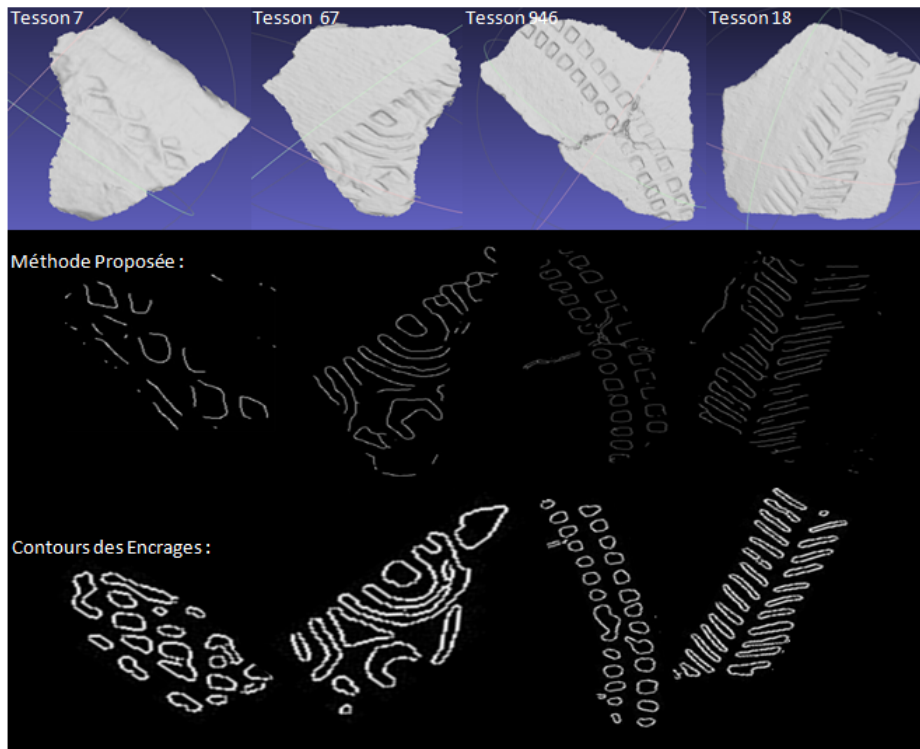 Tesson 7
Tesson 67
Tesson 946
Tesson 18
Méthode Proposée :
Contours des Encrages :